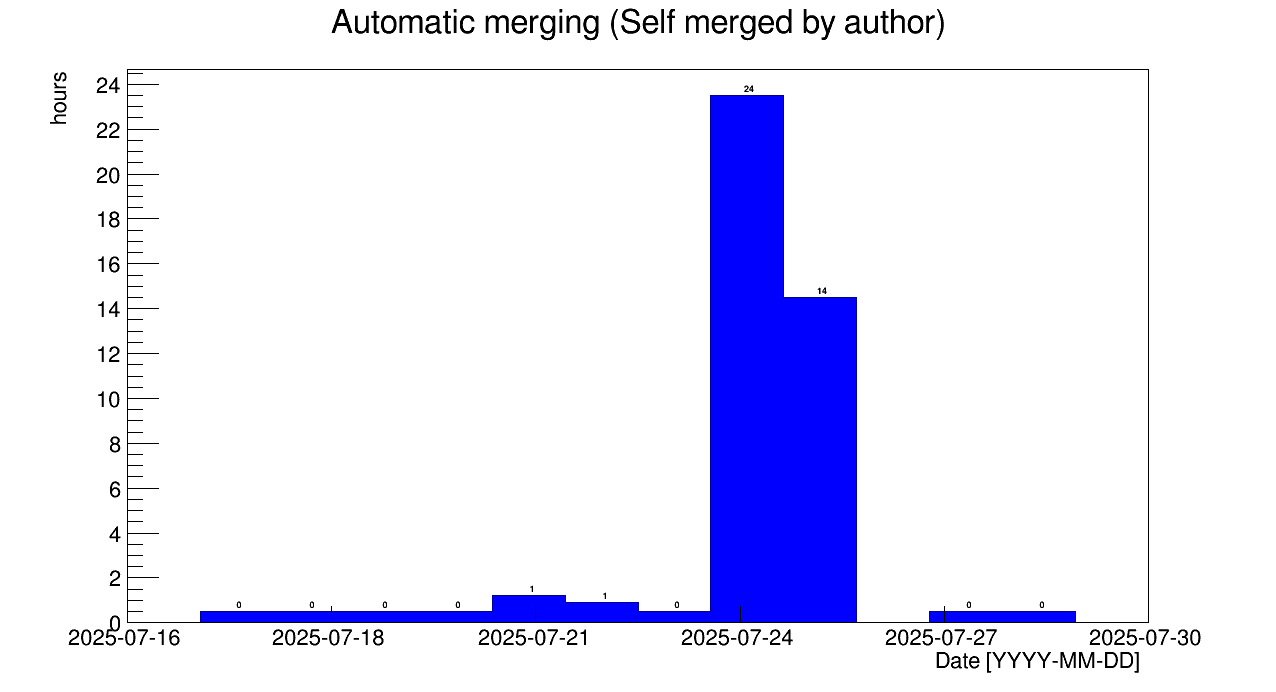 Automatic merging (Self merged by author)
hours
24
22
20
18
16
14
12
10
8
6
4
2
0
0 0 0 0 1 1 0 24 14 0 0
2025-07-16 2025-07-18 2025-07-21 2025-07-24 2025-07-27 2025-07-30
Date [YYYY-MM-DD]